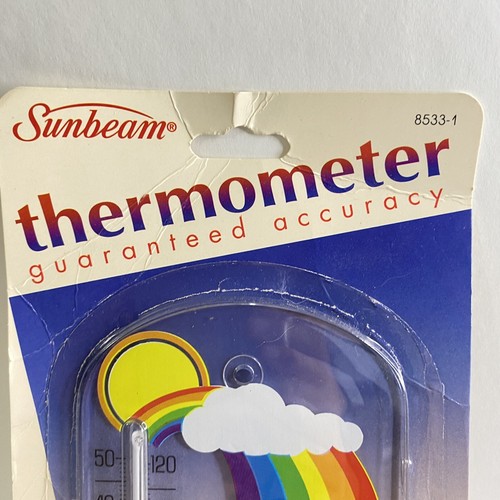 Sunbeam®
8533-1
thermometer
guaranteed accuracy
50 120